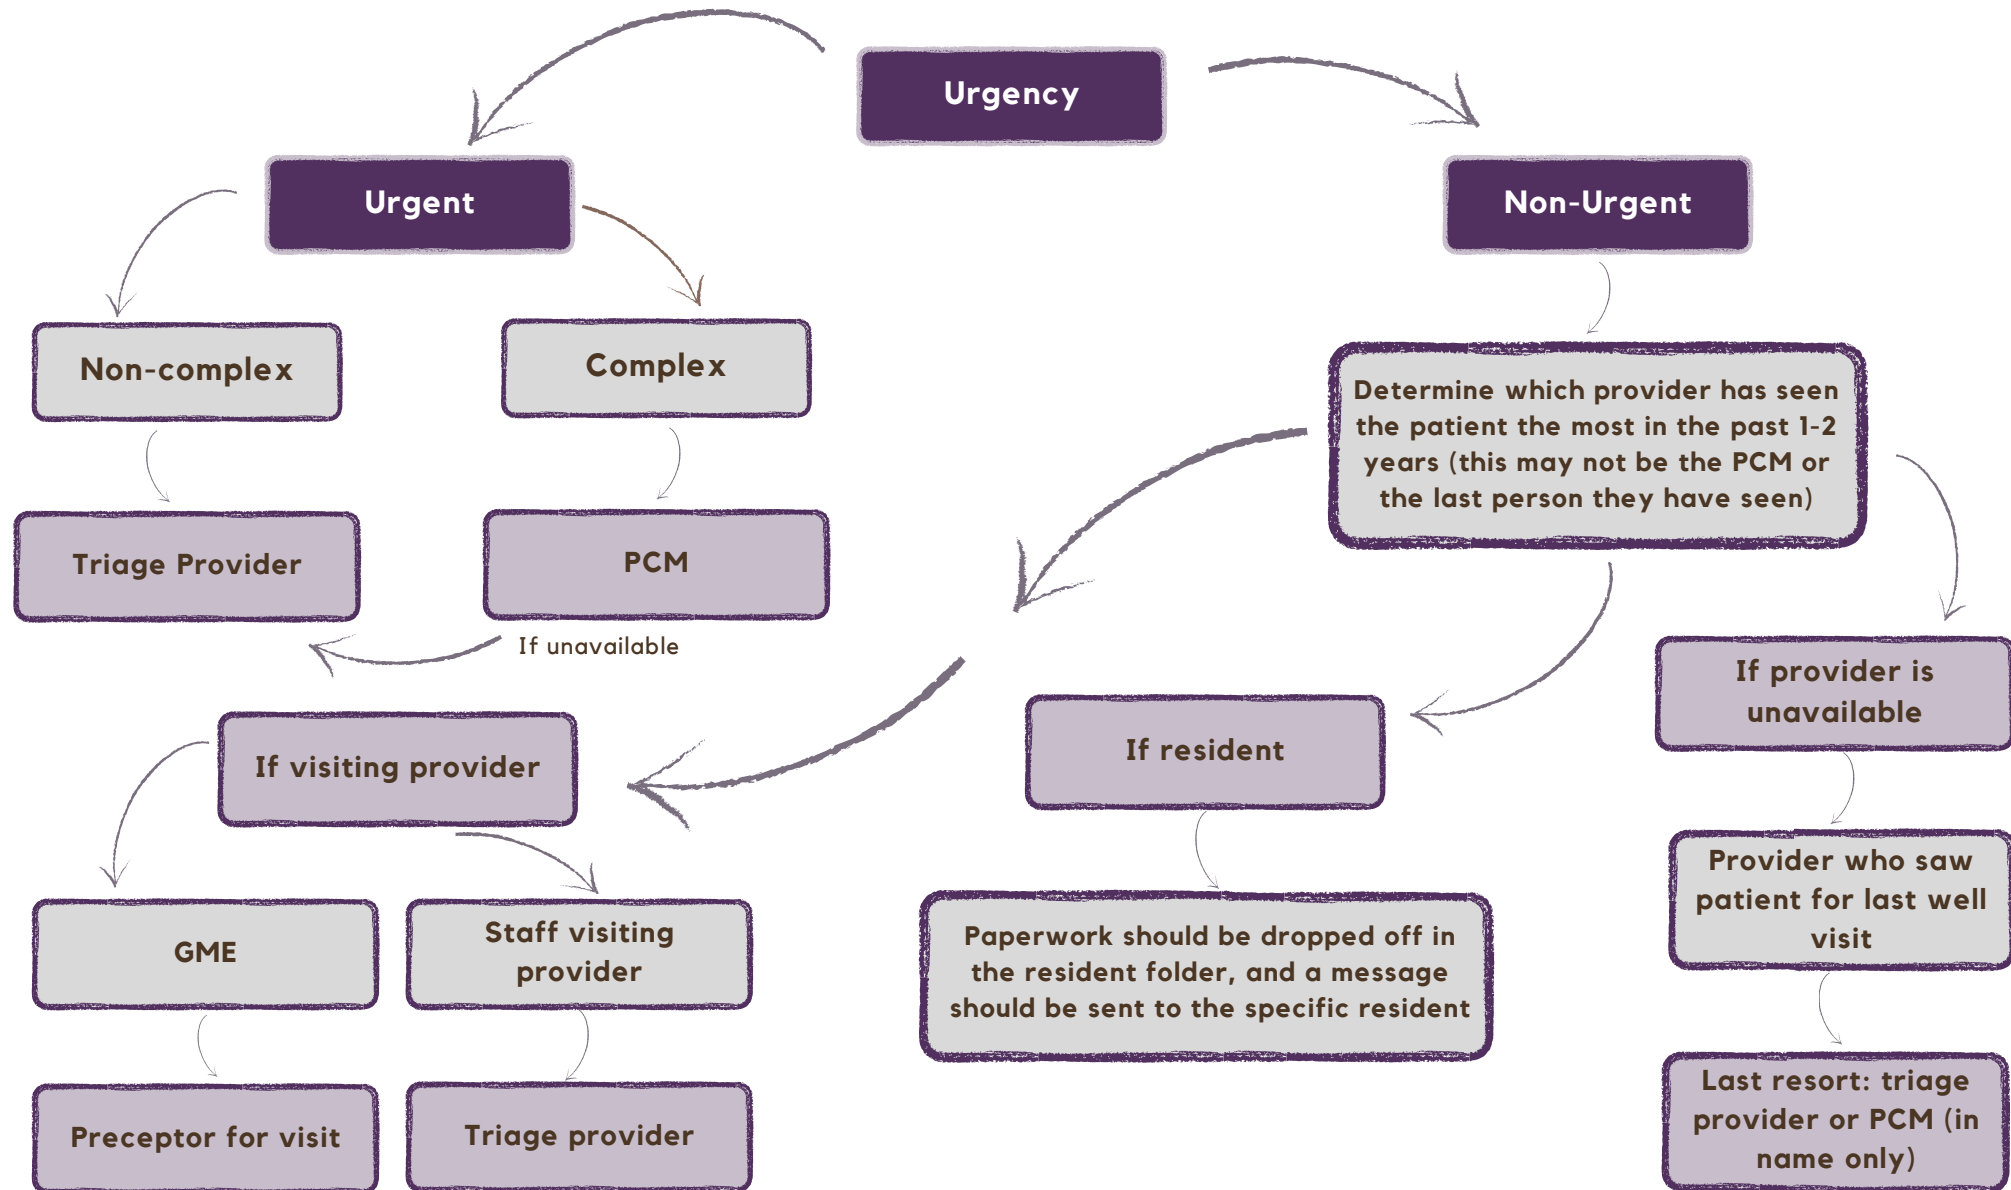 Urgency
Urgent
Non-Urgent
Non-complex
Complex
Determine which provider has seen
the patient the most in the past 1-2
years (this may not be the PCM or
the last person they have seen)
Triage Provider
PCM
If unavailable
If provider is
unavailable
If visiting provider
If resident
Provider who saw
patient for last well
visit
GME
Staff visiting
provider
Paperwork should be dropped off in
the resident folder, and a message
should be sent to the specific resident
Preceptor for visit
Triage provider
Last resort: triage
provider or PCM (in
name only)